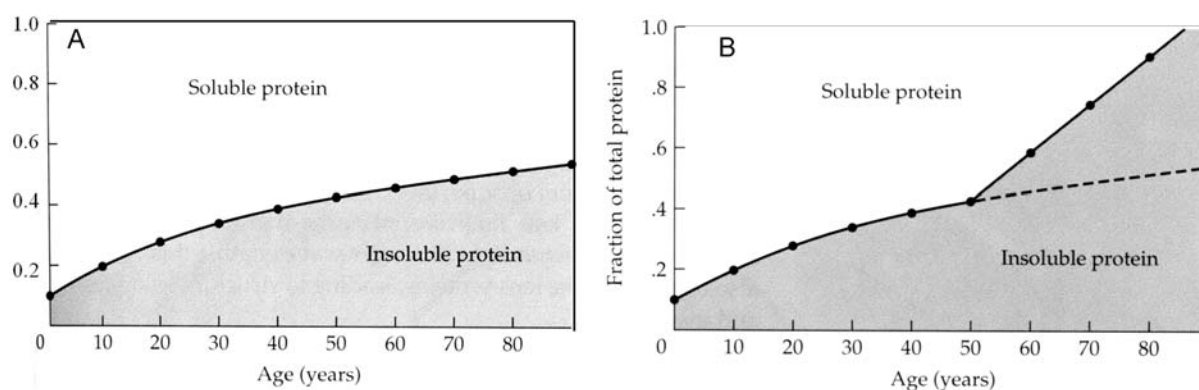 A
1.0
0.8
0.6
0.4
0.2
Soluble protein
Insoluble protein
0 10 20 30 40 50 60 70 80
Age (years)
B
Fraction of total protein
1.0
.8
.6
.4
.2
Soluble protein
Insoluble protein
0 10 20 30 40 50 60 70 80
Age (years)